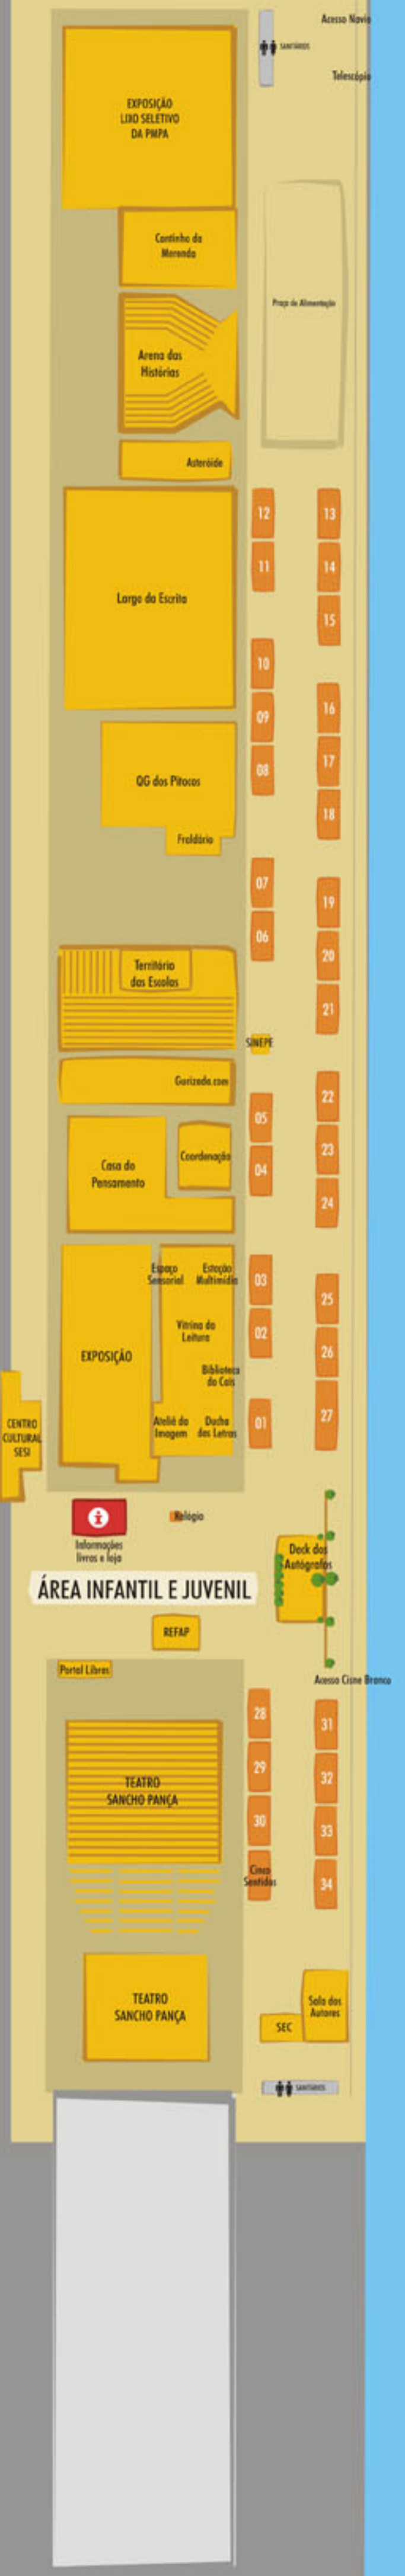 Acesso Navio
SANITÁRIOS
Telescópio
EXPOSIÇÃO
LIXO SELETIVO
DA PMPA
Cantinho da
Merenda
Praça de Alimentação
Arena das
Histórias
Asteróide
12
13
11
14
15
Largo da Escrita
10
16
09
17
08
18
QG dos Pitocos
Fraldário
07
19
06
20
21
Território
das Escolas
SINEPE
Gurizada.com
22
05
23
04
24
Casa do
Pensamento
Coordenação
Espaço
Sensorial
Estação
Multimídia
03
25
Vitrina da
Leitura
02
26
EXPOSIÇÃO
Biblioteca
do Cais
Ateliê da
Imagem
Ducha
das Letras
01
27
CENTRO
CULTURAL
SESI
Relógio
Informações
livros e loja
Deck dos
Autógrafos
ÁREA INFANTIL E JUVENIL
REFAP
Portal Libras
Acesso Cisne Branco
28
31
29
32
30
33
Cinco
Sentidos
34
TEATRO
SANCHO PANÇA
TEATRO
SANCHO PANÇA
Sala dos
Autores
SEC
SANITÁRIOS